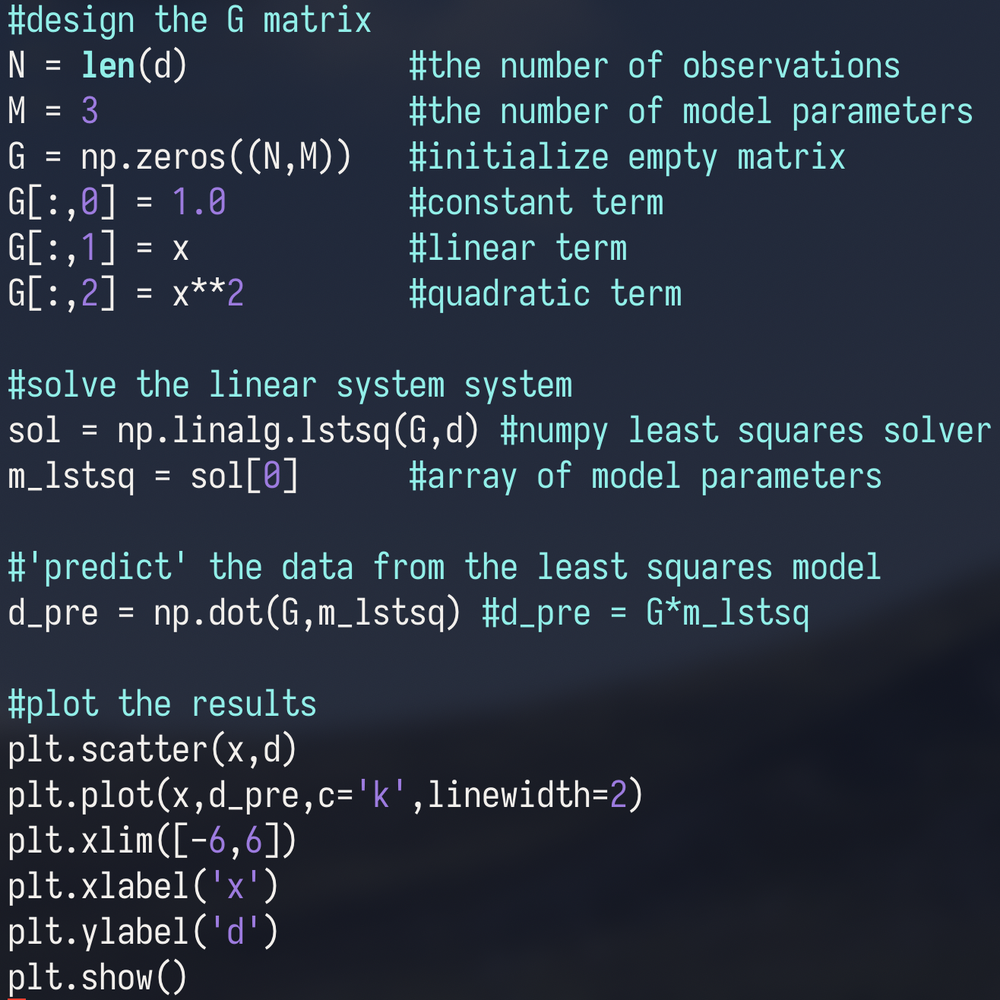 #design the G matrix
N = len(d)            #the number of observations
M = 3                 #the number of model parameters
G = np.zeros((N,M))   #initialize empty matrix
G[:,0] = 1.0          #constant term
G[:,1] = x            #linear term
G[:,2] = x**2         #quadratic term

#solve the linear system system
sol = np.linalg.lstsq(G,d) #numpy least squares solver
m_lstsq = sol[0]      #array of model parameters

#'predict' the data from the least squares model
d_pre = np.dot(G,m_lstsq) #d_pre = G*m_lstsq

#plot the results
plt.scatter(x,d)
plt.plot(x,d_pre,c='k',linewidth=2)
plt.xlim([-6,6])
plt.xlabel('x')
plt.ylabel('d')
plt.show()